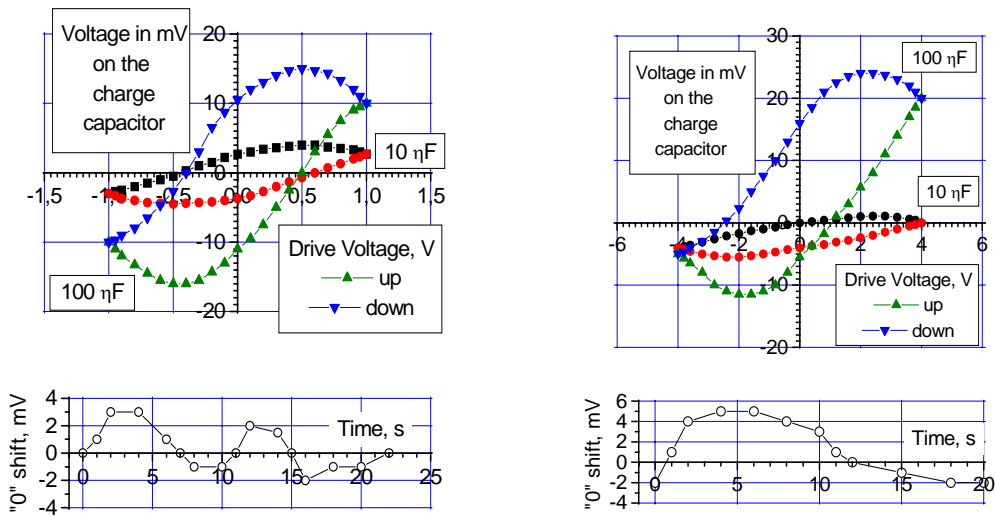 Voltage in mV
on the
charge
capacitor
20
10
0
-10
-20
-1,5
-1,
-0,5
0,0
0,5
1,0
1,5
10 ηF
100 ηF
Drive Voltage, V
up
down
Voltage in mV
on the
charge
capacitor
30
20
10
0
-10
-20
-6
-4
-2
0
2
4
6
100 ηF
10 ηF
Drive Voltage, V
up
down
"0" shift, mV
4
2
0
-2
-4
0
5
10
15
20
25
Time, s
"0" shift, mV
6
4
2
0
-2
-4
0
5
10
15
20
Time, s